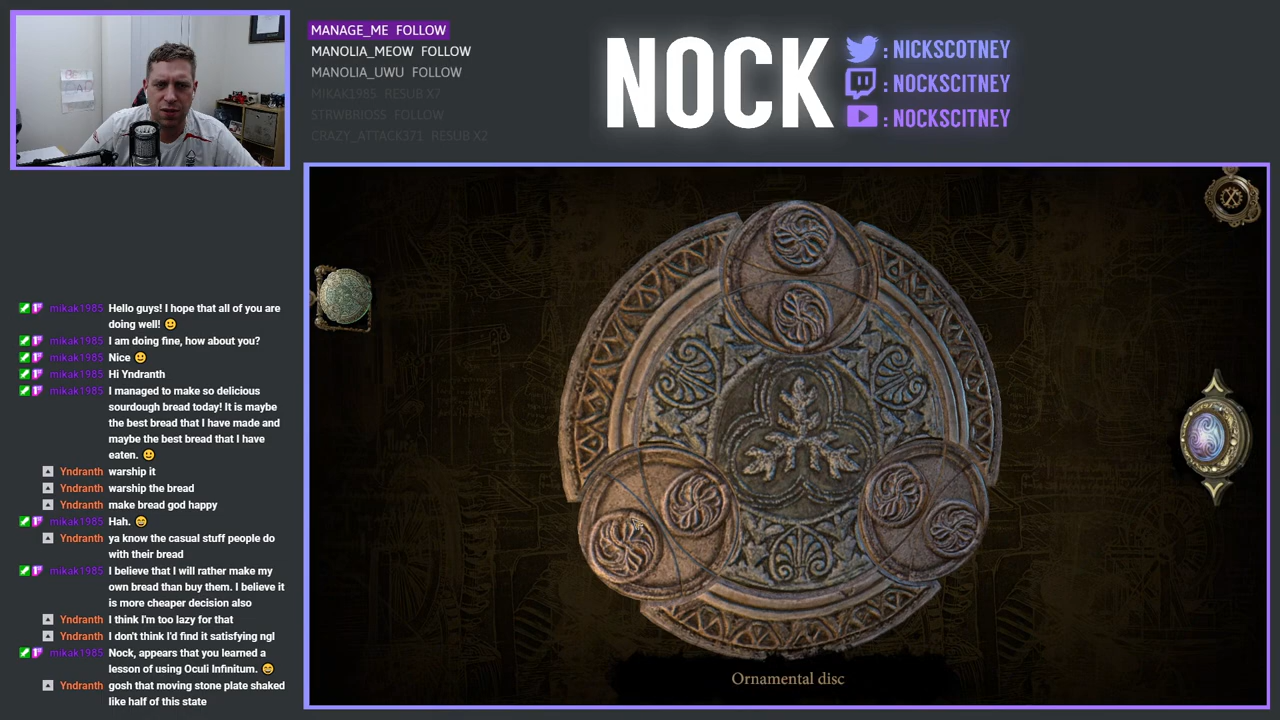 MANAGE_ME FOLLOW
MANOLIA_MEOW FOLLOW
MANOLIA_UWU FOLLOW
MIKAK1985 RESUB X7
STRWBRIOSS FOLLOW
CRAZY_ATTACK371 RESUB X2
NOCK
: NICKSCOTNEY
: NOCKSCITNEY
: NOCKSCITNEY
mikak1985 Hello guys! I hope that all of you are
doing well! 🙂
mikak1985 I am doing fine, how about you?
mikak1985 Nice 🙂
mikak1985 Hi Yndranth
mikak1985 I managed to make so delicious
sourdough bread today! It is maybe
the best bread that I have made and
maybe the best bread that I have
eaten. 🙂
Yndranth warship it
Yndranth warship the bread
Yndranth make bread god happy
mikak1985 Hah. 😄
Yndranth ya know the casual stuff people do
with their bread
mikak1985 I believe that I will rather make my
own bread than buy them. I believe it
is more cheaper decision also
Yndranth I think I'm too lazy for that
Yndranth I don't think I'd find it satisfying ngl
mikak1985 Nock, appears that you learned a
lesson of using Oculi Infinitum. 😄
Yndranth gosh that moving stone plate shaked
like half of this state
Ornamental disc